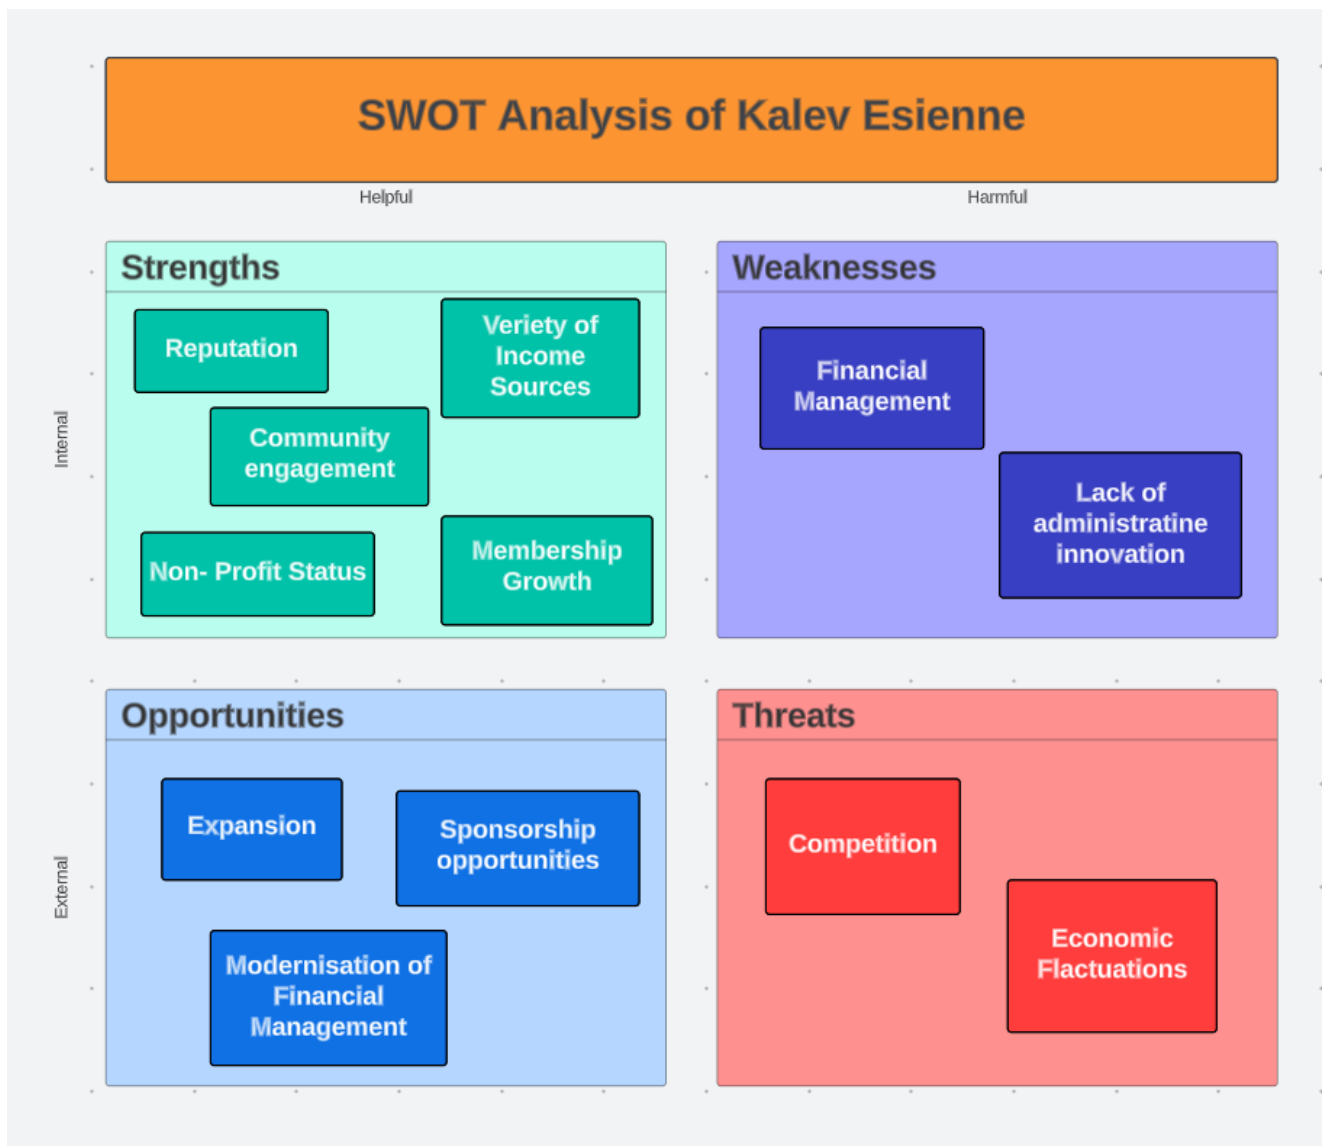 SWOT Analysis of Kalev Esienne
Helpful
Harmful
Internal
Strengths
Reputation
Veriety of
Income
Sources
Community
engagement
Non- Profit Status
Membership
Growth
Weaknesses
Financial
Management
Lack of
administratine
innovation
External
Opportunities
Expansion
Sponsorship
opportunities
Modernisation of
Financial
Management
Threats
Competition
Economic
Flactuations